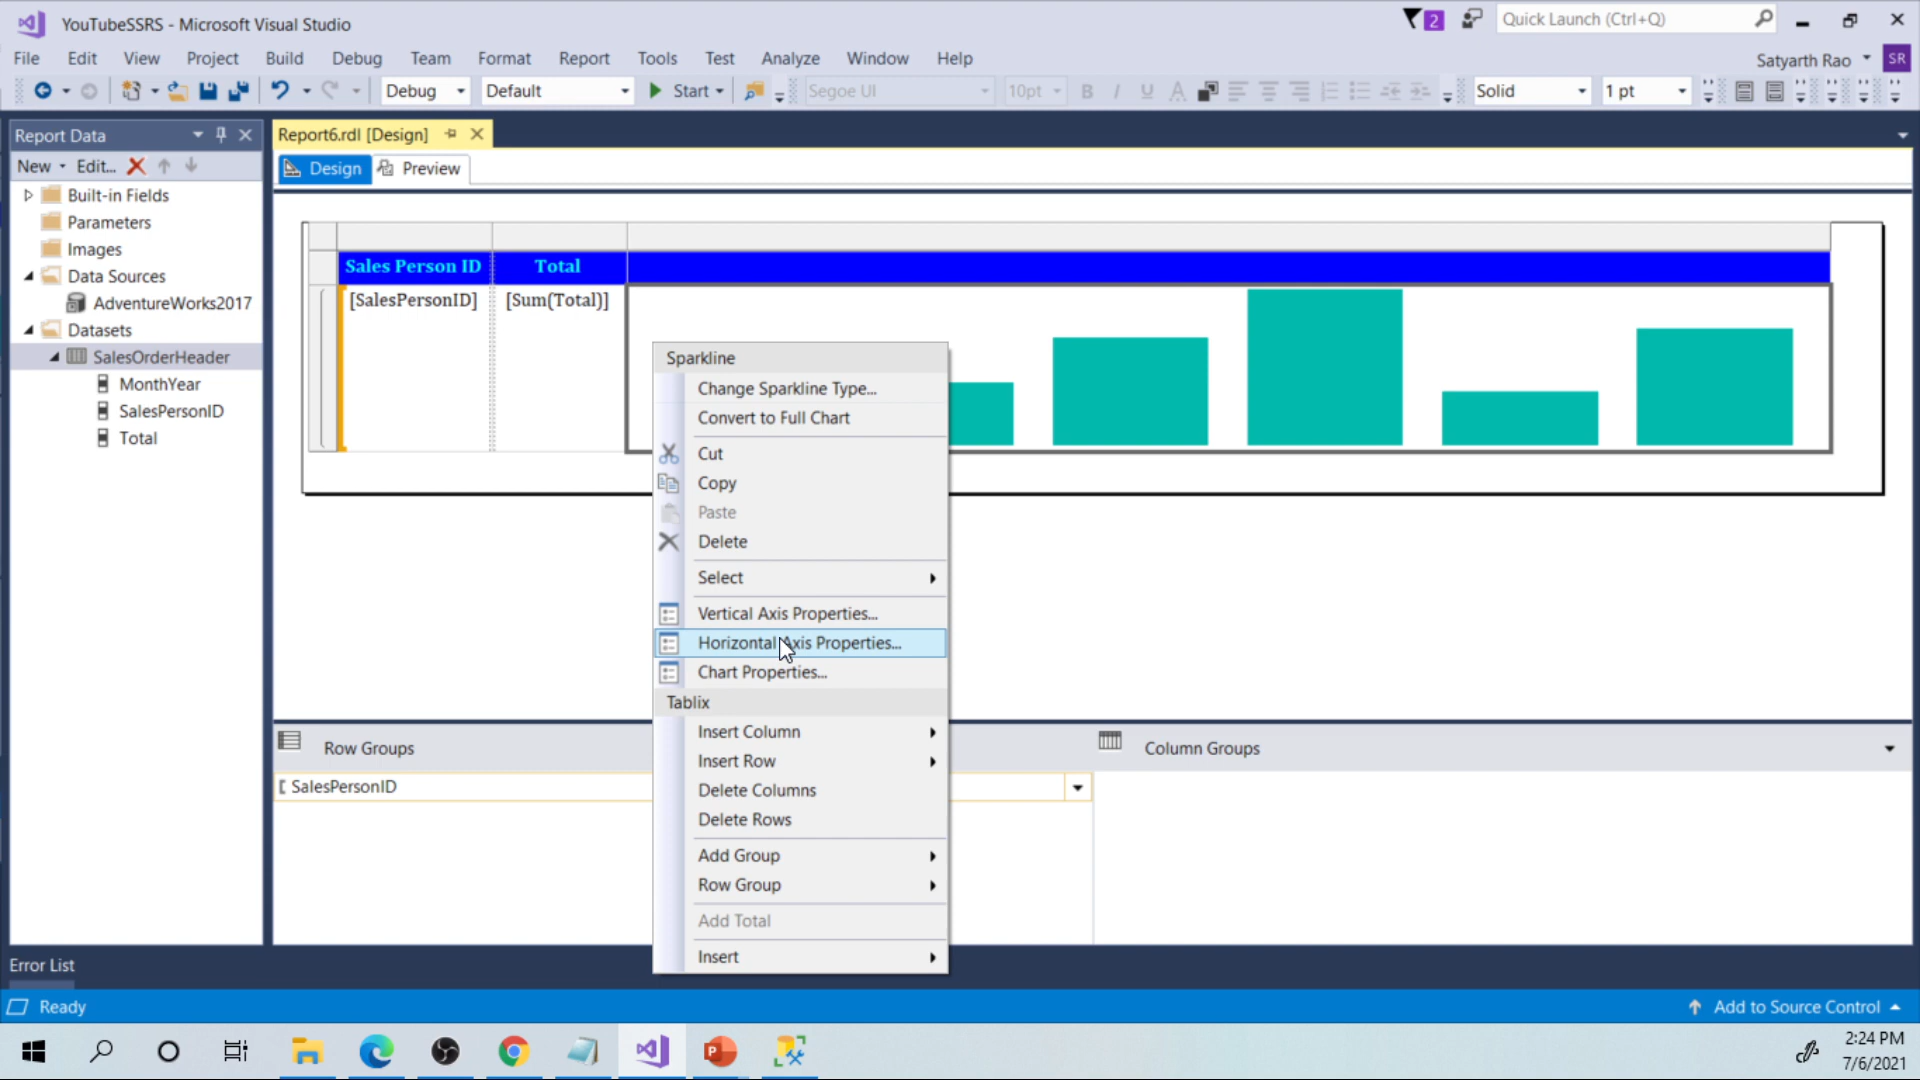 YouTubeSSRS - Microsoft Visual Studio
2
Quick Launch (Ctrl+Q)
File Edit View Project Build Debug Team Format Report Tools Test Analyze Window Help
Satyarth Rao SR
Debug Default Start Segoe UI 10pt B I U A Solid 1 pt
Report Data
Report6.rdl [Design]
New Edit...
Design Preview
Built-in Fields
Parameters
Images
Data Sources
AdventureWorks2017
Datasets
SalesOrderHeader
MonthYear
SalesPersonID
Total
Sales Person ID Total
[SalesPersonID] [Sum(Total)]
Sparkline
Change Sparkline Type...
Convert to Full Chart
Cut
Copy
Paste
Delete
Select
Vertical Axis Properties...
Horizontal Axis Properties...
Chart Properties...
Tablix
Insert Column
Insert Row
Delete Columns
Delete Rows
Add Group
Row Group
Add Total
Insert
Row Groups
Column Groups
SalesPersonID
Error List
Ready
Add to Source Control
2:24 PM
7/6/2021